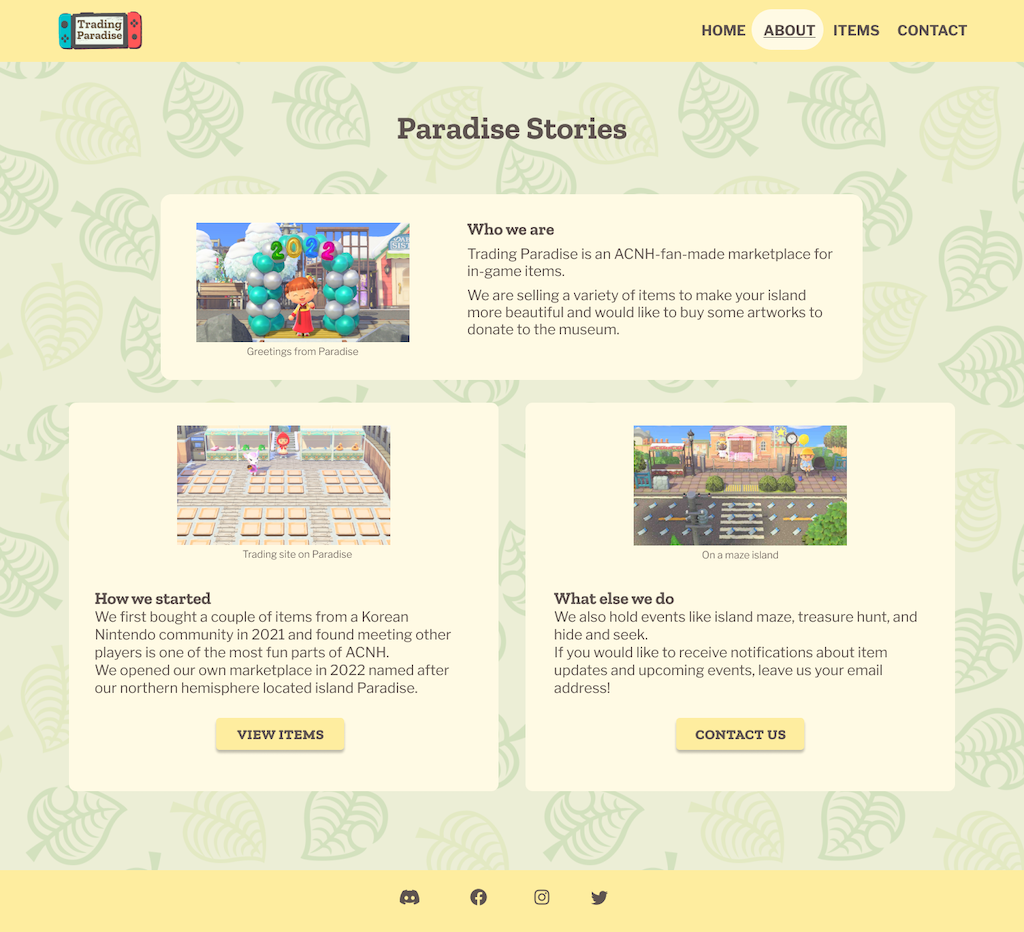 Trading
Paradise
HOME ABOUT ITEMS CONTACT
Paradise Stories
2022
Greetings from Paradise
Who we are
Trading Paradise is an ACNH-fan-made marketplace for
in-game items.
We are selling a variety of items to make your island
more beautiful and would like to buy some artworks to
donate to the museum.
Trading site on Paradise
How we started
We first bought a couple of items from a Korean
Nintendo community in 2021 and found meeting other
players is one of the most fun parts of ACNH.
We opened our own marketplace in 2022 named after
our northern hemisphere located island Paradise.
VIEW ITEMS
On a maze island
What else we do
We also hold events like island maze, treasure hunt, and
hide and seek.
If you would like to receive notifications about item
updates and upcoming events, leave us your email
address!
CONTACT US